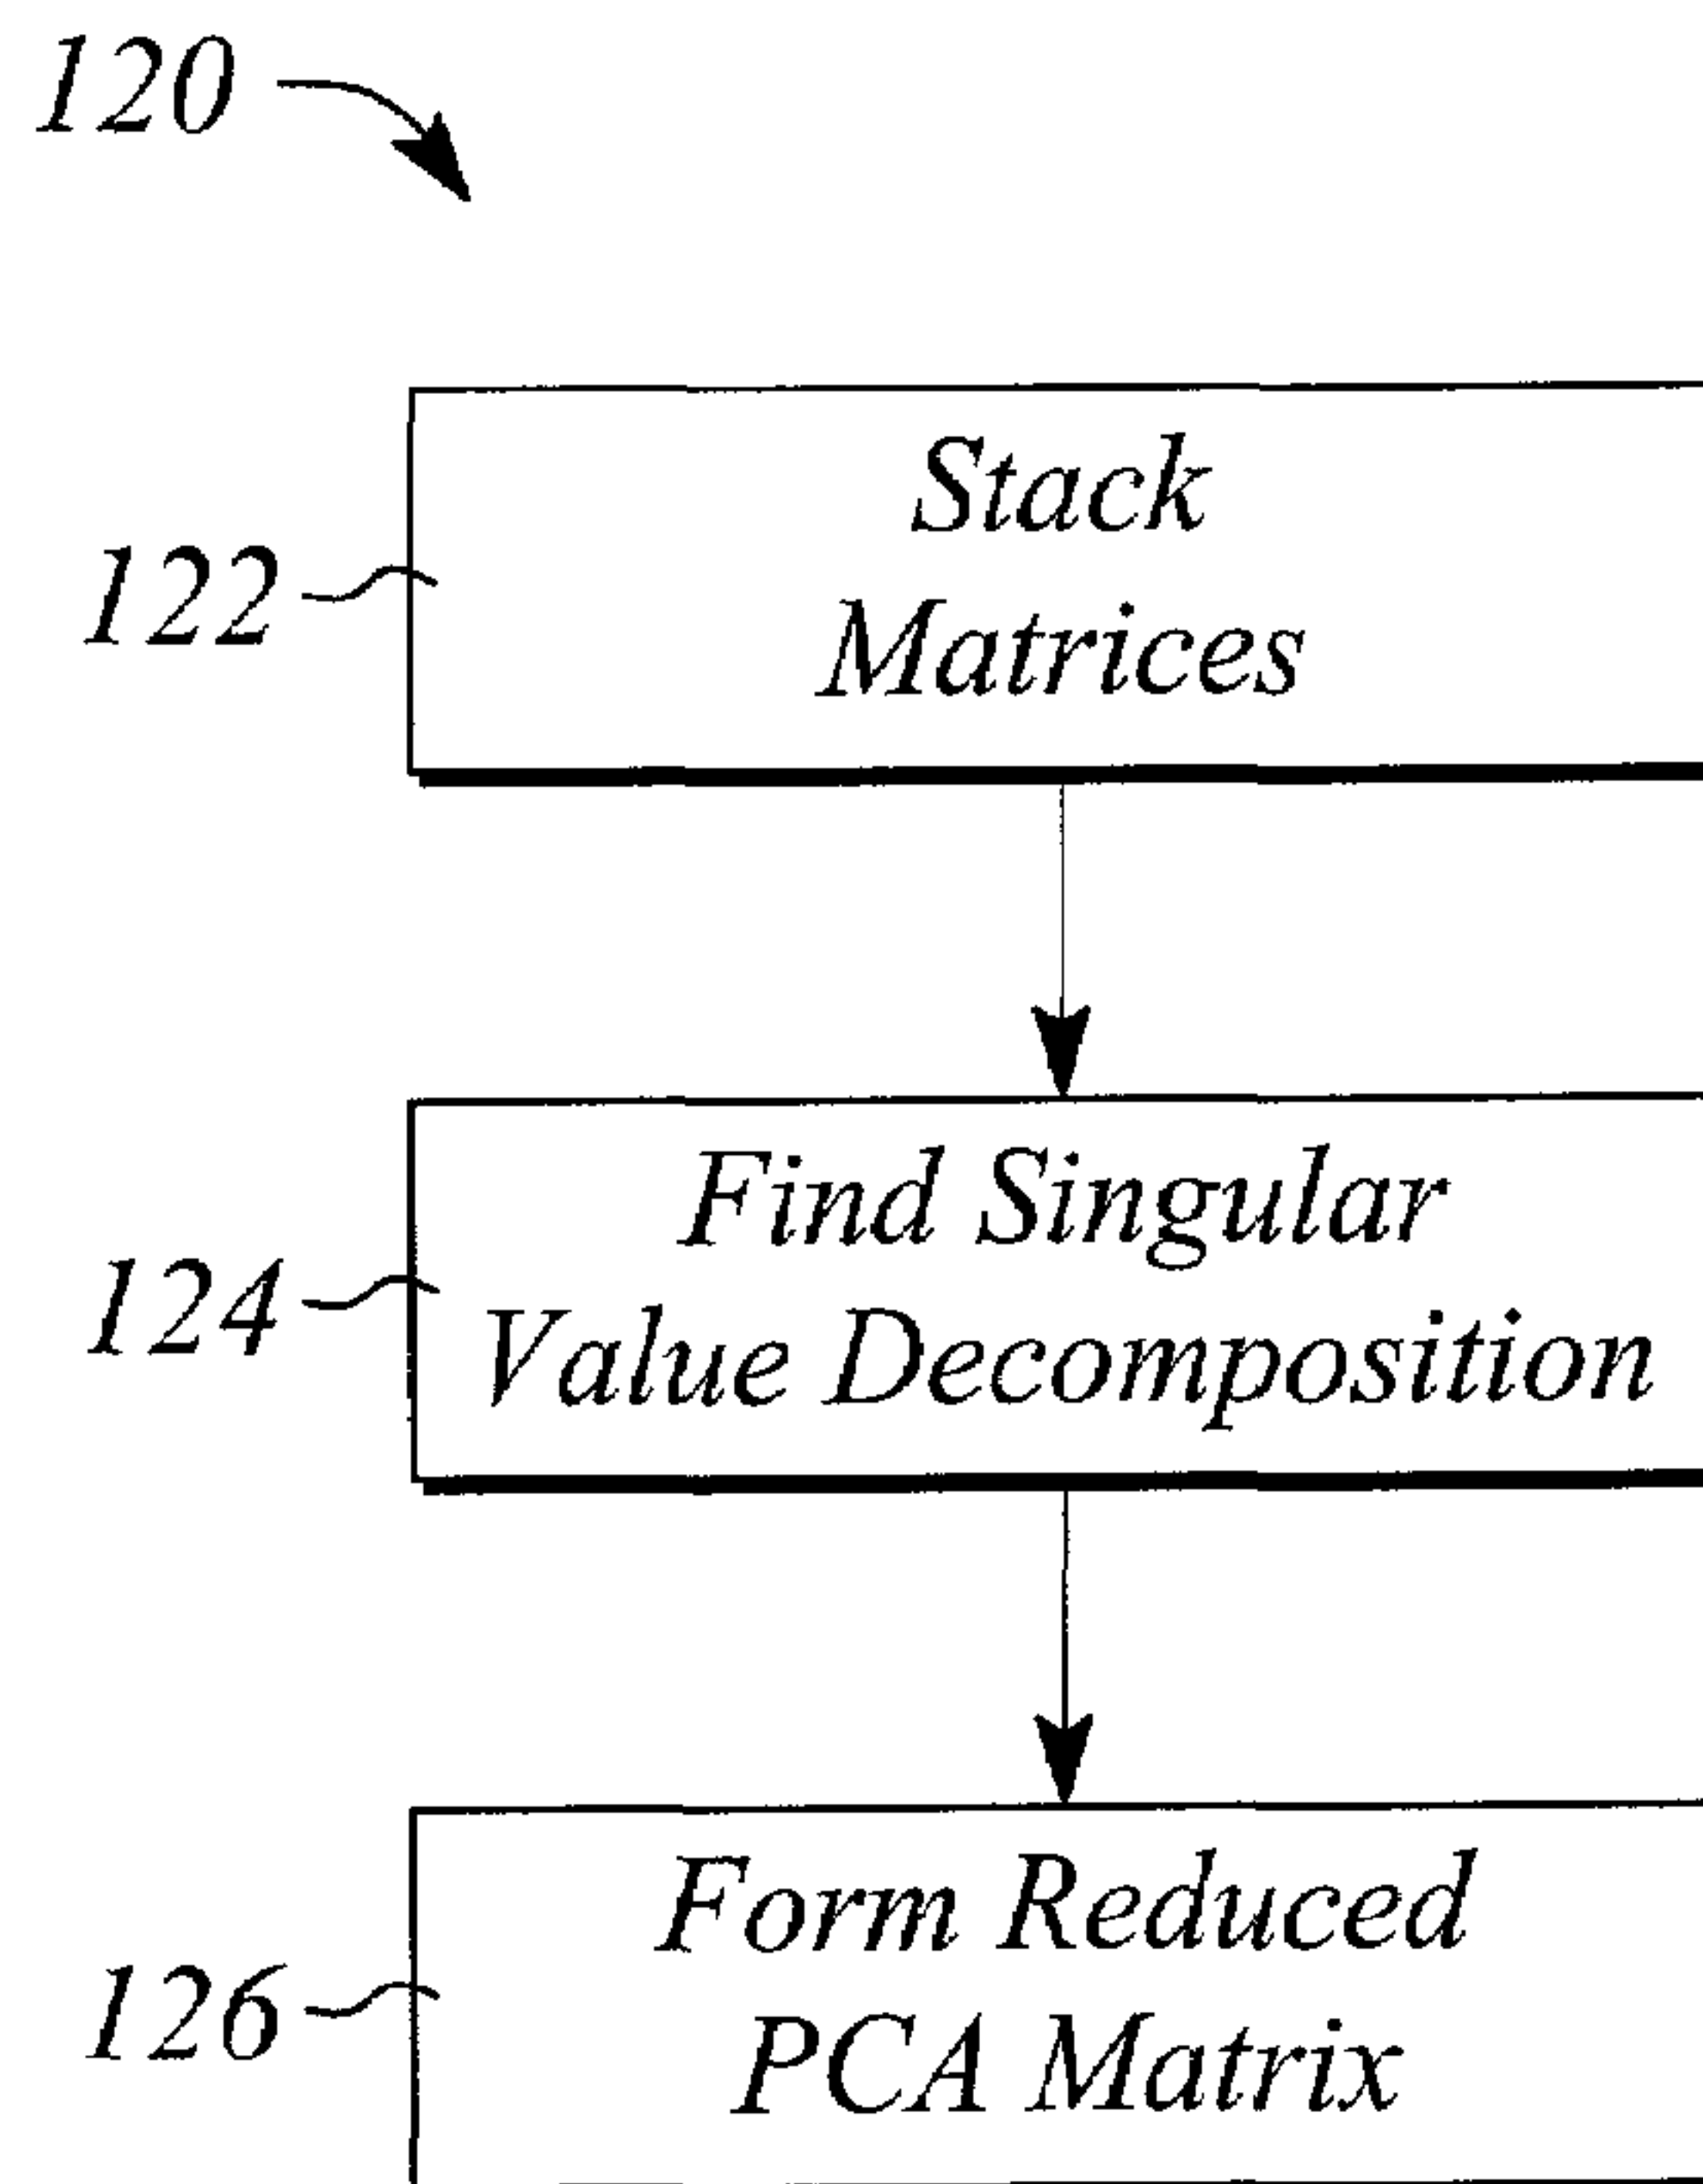 120
122
Stack
Matrices
124
Find Singular
Value Decomposition
126
Form Reduced
PCA Matrix